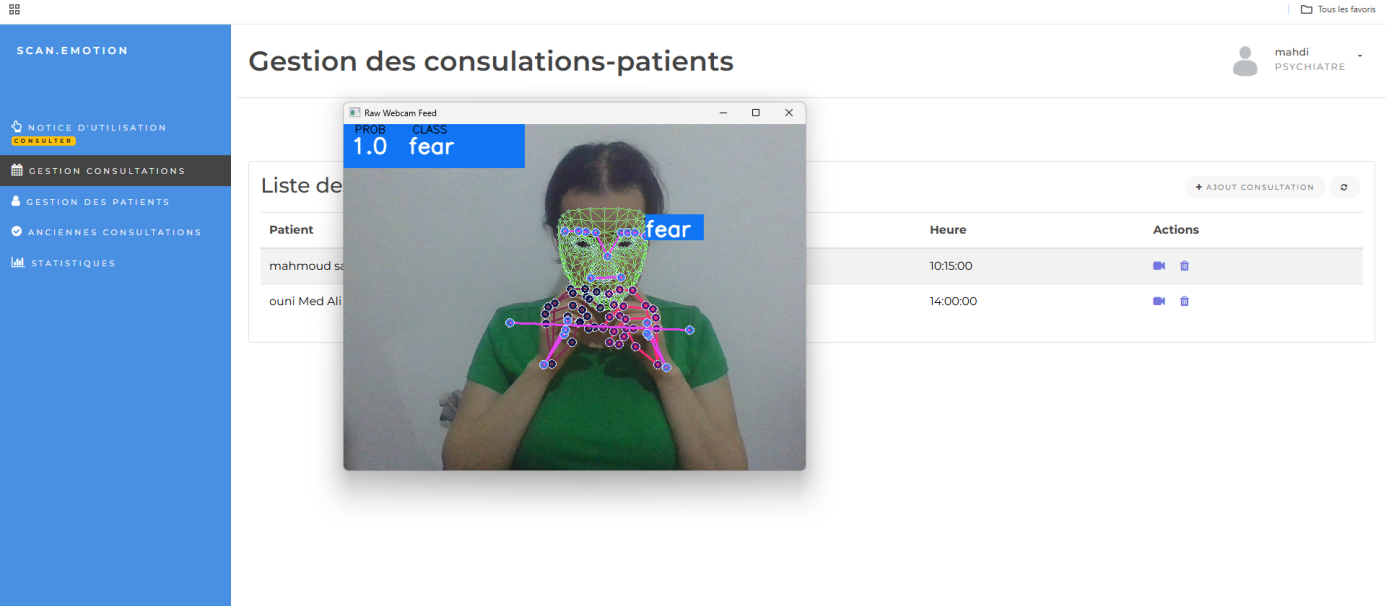 Tous les favoris
SCAN.EMOTION
Gestion des consulations-patients
mahdi
PSYCHIATRE
NOTICE D'UTILISATION
CONSULTER
GESTION CONSULTATIONS
GESTION DES PATIENTS
ANCIENNES CONSULTATIONS
STATISTIQUES
Raw Webcam Feed
PROB CLASS
1.0 fear
fear
Liste de
+ AJOUT CONSULTATION
Patient Heure Actions
mahmoud sa 10:15:00
ouni Med Ali 14:00:00